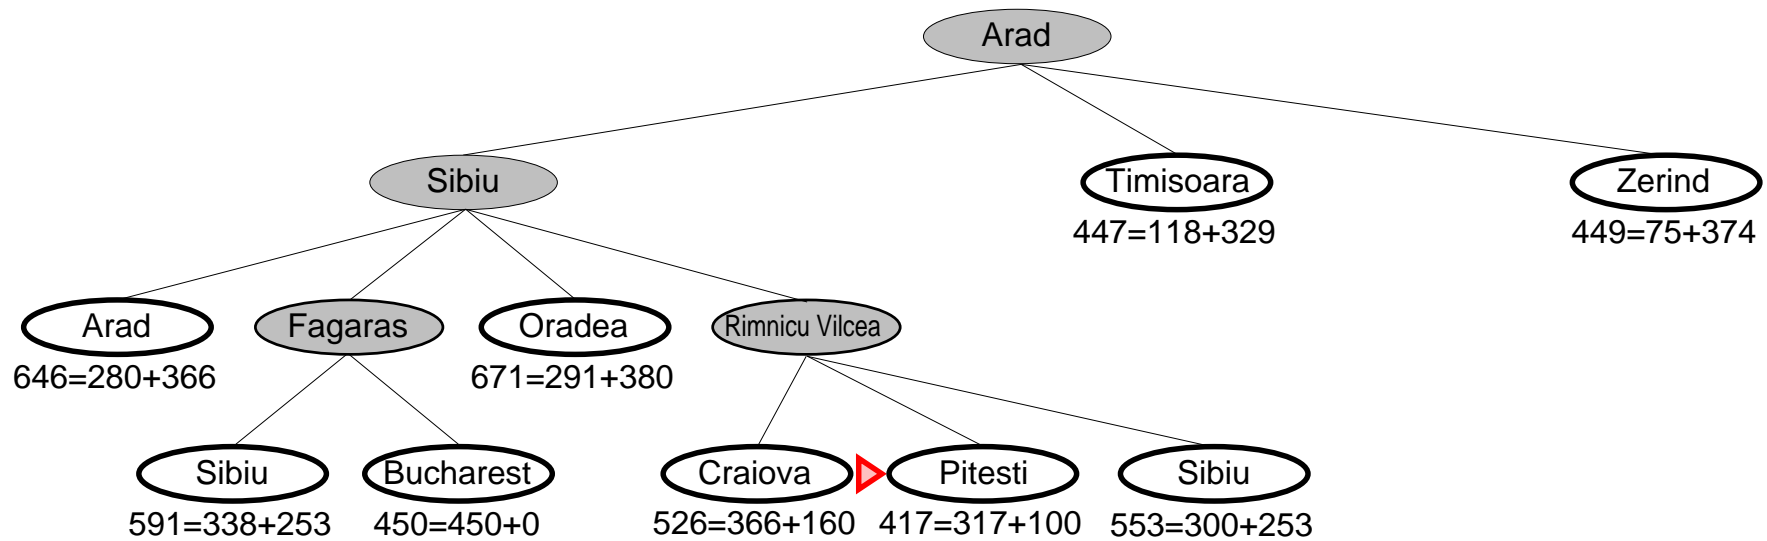 Arad
Sibiu
Timisoara
Zerind
447=118+329
449=75+374
Arad
Fagaras
Oradea
Rimnicu Vilcea
646=280+366
671=291+380
Sibiu
Bucharest
Craiova
Pitesti
Sibiu
591=338+253
450=450+0
526=366+160
417=317+100
553=300+253